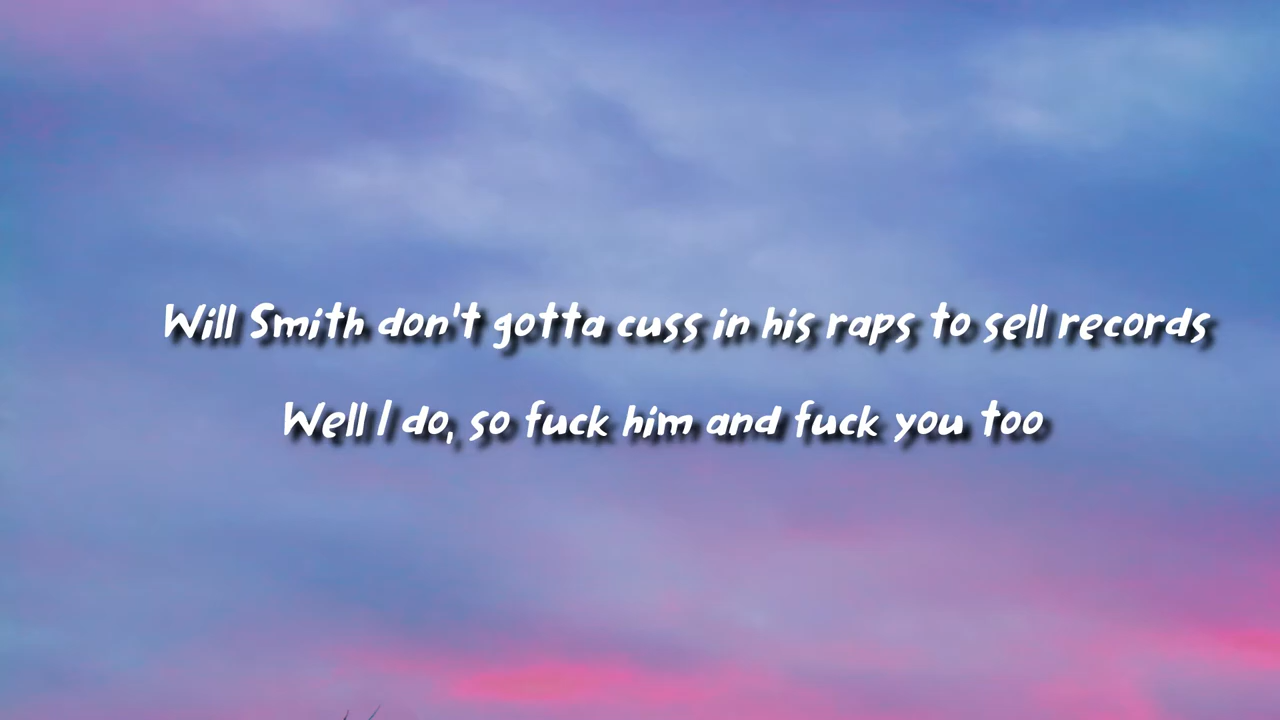 Will Smith don't gotta cuss in his raps to sell records
Well I do, so fuck him and fuck you too